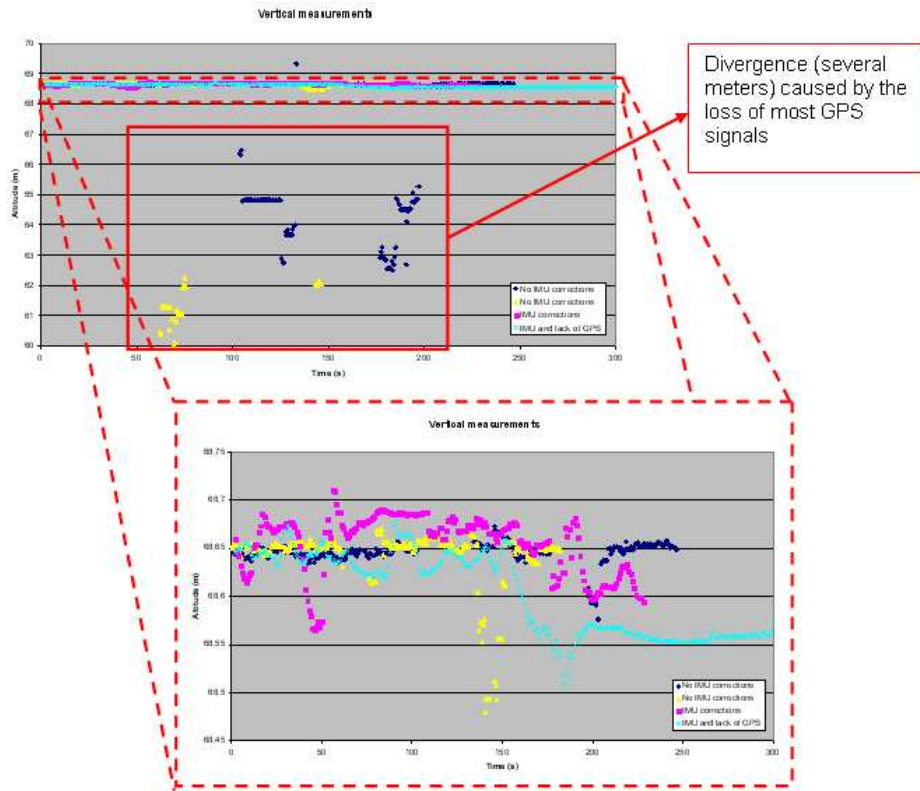 Vertical measurements
70
69
68
67
66
65
64
63
62
61
60
Altitude (m)
0 50 100 150 200 250 300
Time (s)
No IMU corrections
No IMU corrections
IMU corrections
IMU and lack of GPS
Divergence (several
meters) caused by the
loss of most GPS
signals
Vertical measurements
68.75
68.7
68.65
68.6
68.55
68.5
68.45
Altitude (m)
0 50 100 150 200 250 300
Time (s)
No IMU corrections
No IMU corrections
IMU corrections
IMU and lack of GPS